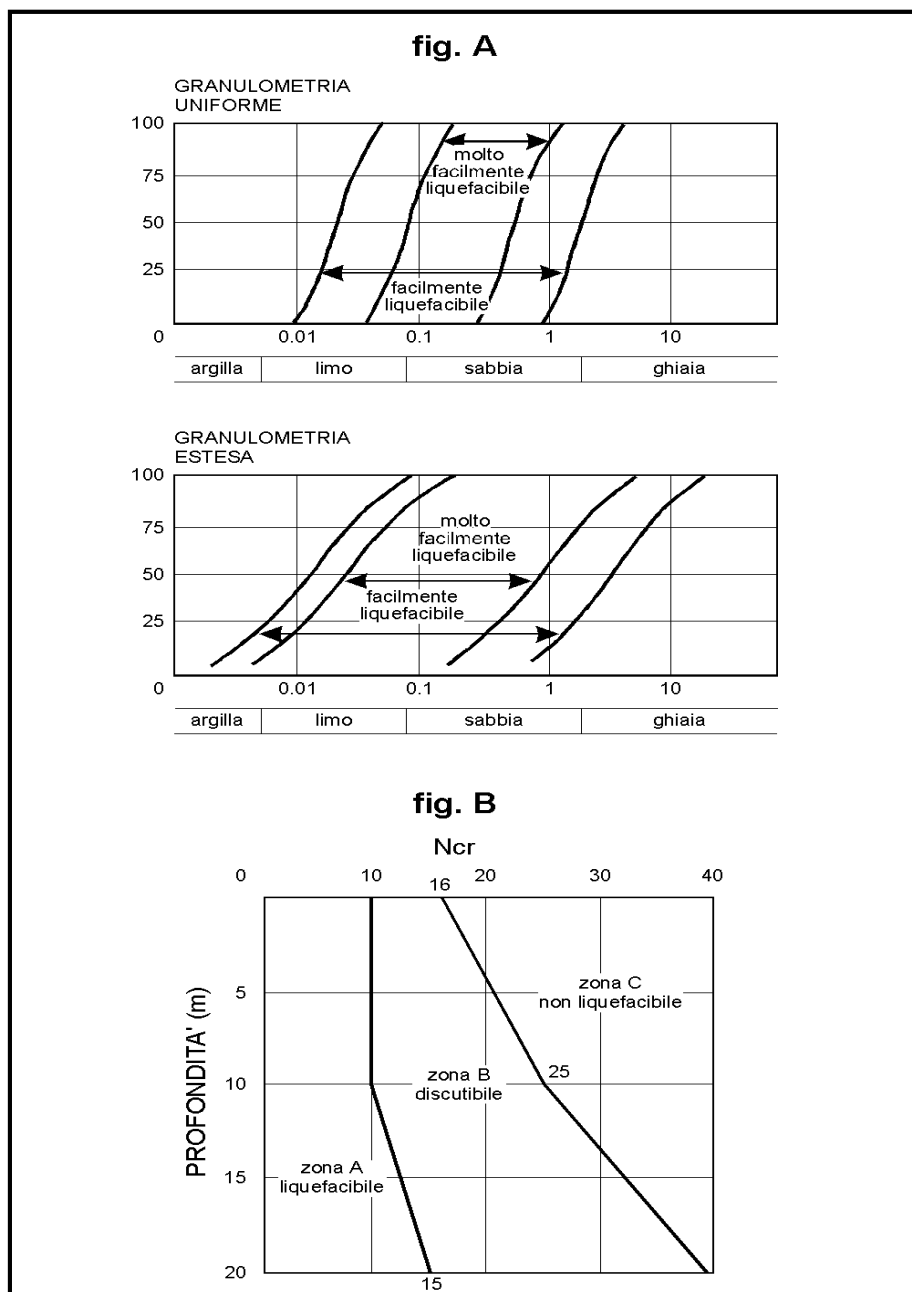 fig. A
GRANULOMETRIA
UNIFORME
100
75
50
25
0
molto
facilmente
liquefacibile
facilmente
liquefacibile
0.01
0.1
1
10
argilla
limo
sabbia
ghiaia
GRANULOMETRIA
ESTESA
100
75
50
25
0
molto
facilmente
liquefacibile
facilmente
liquefacibile
0.01
0.1
1
10
argilla
limo
sabbia
ghiaia
fig. B
Ncr
0
10
16
20
30
40
PROFONDITA' (m)
5
10
15
20
zona C
non liquefacibile
25
zona B
discutibile
zona A
liquefacibile
15